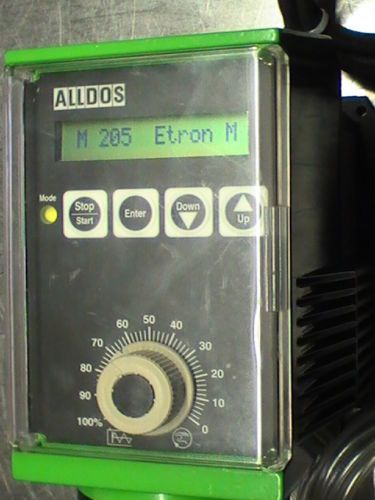 ALLDOS
M 205 Etron M
Mode
Stop
Start
Enter
Down
Up
50
60
40
70
30
80
20
90
10
100%
0